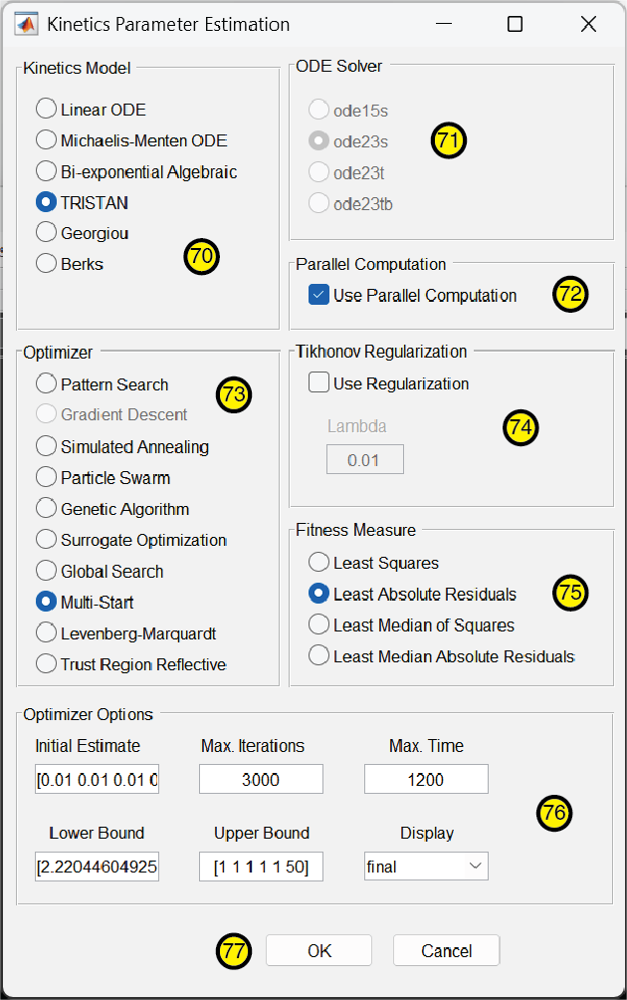 Kinetics Parameter Estimation
Kinetics Model
Linear ODE
Michaelis-Menten ODE
Bi-exponential Algebraic
TRISTAN
Georgiou
Berks
70
ODE Solver
ode15s
ode23s
ode23t
ode23tb
71
Parallel Computation
Use Parallel Computation
72
Optimizer
Pattern Search
Gradient Descent
Simulated Annealing
Particle Swarm
Genetic Algorithm
Surrogate Optimization
Global Search
Multi-Start
Levenberg-Marquardt
Trust Region Reflective
73
Tikhonov Regularization
Use Regularization
Lambda
0.01
74
Fitness Measure
Least Squares
Least Absolute Residuals
Least Median of Squares
Least Median Absolute Residuals
75
Optimizer Options
Initial Estimate Max. Iterations Max. Time
[0.01 0.01 0.01 0 3000 1200
Lower Bound Upper Bound Display
[2.22044604925 [1 1 1 1 1 50] final
76
77 OK Cancel